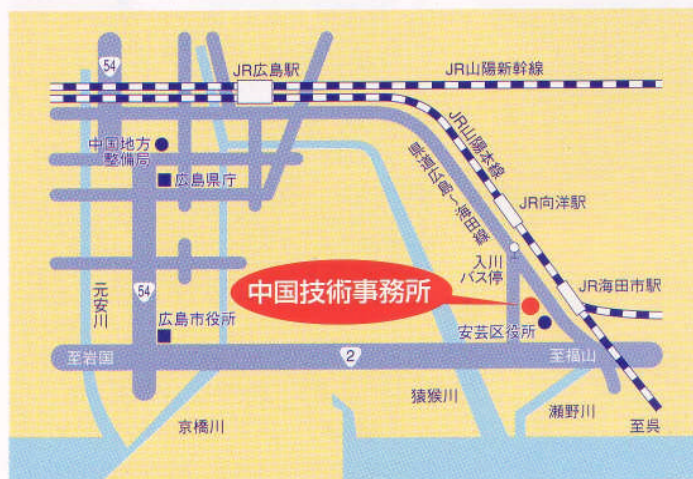 54
JR広島駅
JR山陽新幹線
JR山陽本線
中国地方
整備局
広島県庁
県道広島〜海田線
JR向洋駅
入川
バス停
JR海田市駅
中国技術事務所
元安川
54
広島市役所
安芸区役所
至岩国
2
至福山
猿猴川
瀬野川
京橋川
至呉